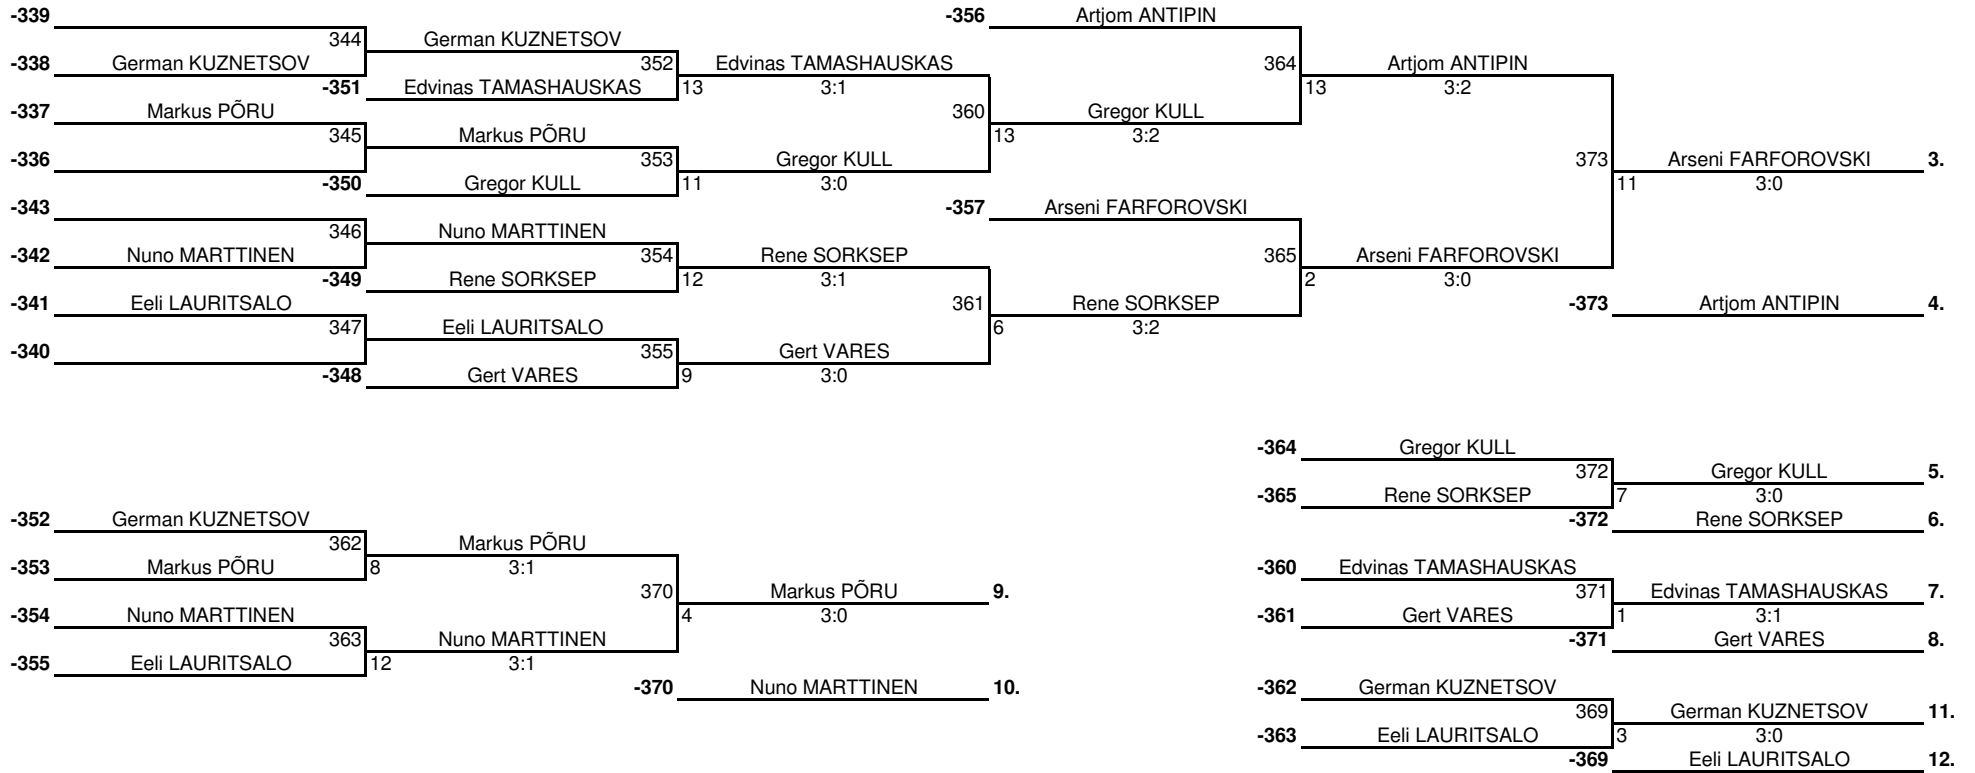 -339
-356 Artjom ANTIPIN
344 German KUZNETSOV
-338 German KUZNETSOV 352 Edvinas TAMASHAUSKAS 364 Artjom ANTIPIN
-351 Edvinas TAMASHAUSKAS 13 3:1 13 3:2
-337 Markus PÕRU 360 Gregor KULL
345 Markus PÕRU 13 3:2
-336 353 Gregor KULL 373 Arseni FARFOROVSKI 3.
-350 Gregor KULL 11 3:0 11 3:0
-343 -357 Arseni FARFOROVSKI
346 Nuno MARTTINEN
-342 Nuno MARTTINEN 354 Rene SORKSEP 365 Arseni FARFOROVSKI
-349 Rene SORKSEP 12 3:1 2 3:0
-341 Eeli LAURITSALO 361 Rene SORKSEP -373 Artjom ANTIPIN 4.
347 Eeli LAURITSALO 6 3:2
-340 355 Gert VARES
-348 Gert VARES 9 3:0
-364 Gregor KULL
372 Gregor KULL 5.
-365 Rene SORKSEP 7 3:0
-352 German KUZNETSOV -372 Rene SORKSEP 6.
362 Markus PÕRU
-353 Markus PÕRU 8 3:1 -360 Edvinas TAMASHAUSKAS
370 Markus PÕRU 9. 371 Edvinas TAMASHAUSKAS 7.
-354 Nuno MARTTINEN 4 3:0 -361 Gert VARES 1 3:1
363 Nuno MARTTINEN -371 Gert VARES 8.
-355 Eeli LAURITSALO 12 3:1
-370 Nuno MARTTINEN 10. -362 German KUZNETSOV
369 German KUZNETSOV 11.
-363 Eeli LAURITSALO 3 3:0
-369 Eeli LAURITSALO 12.